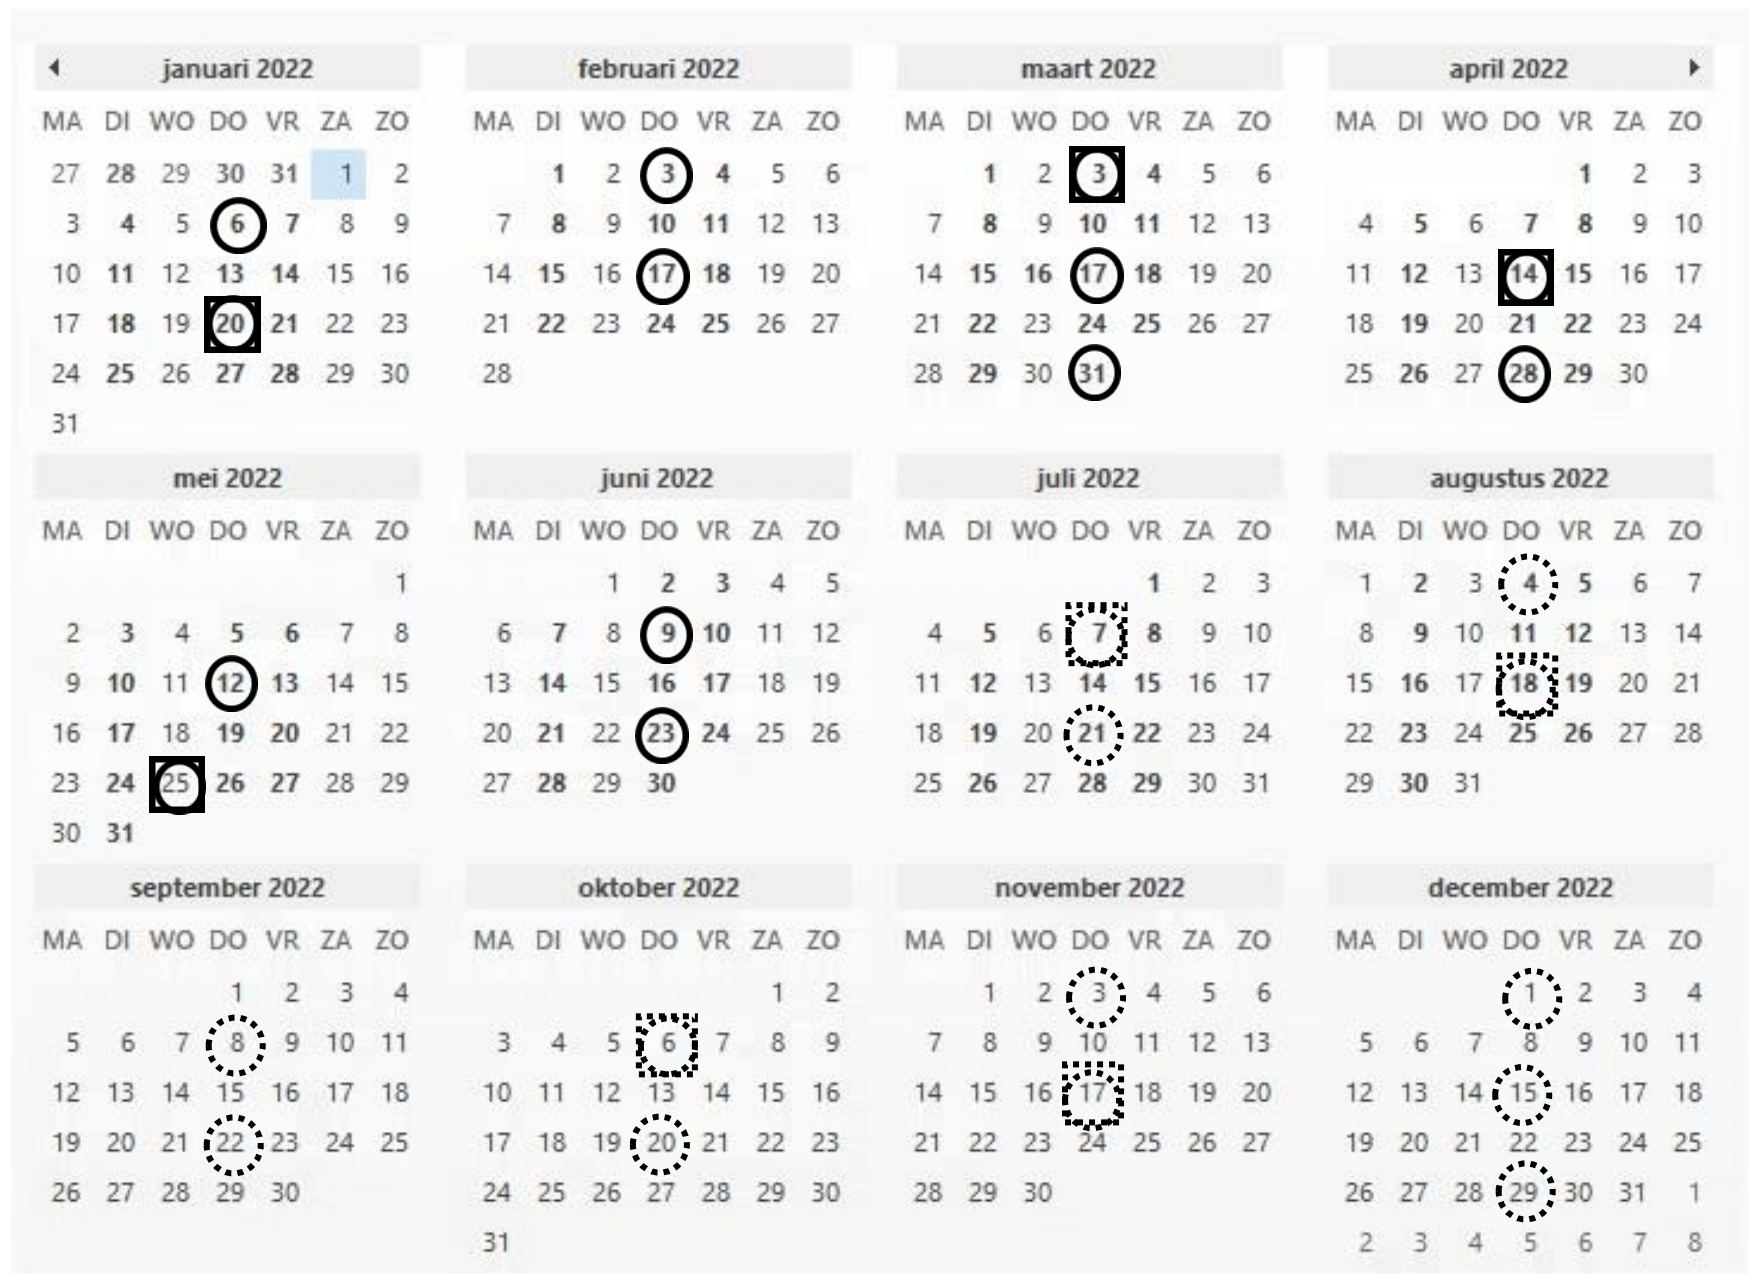 januari 2022
MA DI WO DO VR ZA ZO
27 28 29 30 31 1 2
3 4 5 6 7 8 9
10 11 12 13 14 15 16
17 18 19 20 21 22 23
24 25 26 27 28 29 30
31
februari 2022
MA DI WO DO VR ZA ZO
1 2 3 4 5 6
7 8 9 10 11 12 13
14 15 16 17 18 19 20
21 22 23 24 25 26 27
28
maart 2022
MA DI WO DO VR ZA ZO
1 2 3 4 5 6
7 8 9 10 11 12 13
14 15 16 17 18 19 20
21 22 23 24 25 26 27
28 29 30 31
april 2022
MA DI WO DO VR ZA ZO
1 2 3
4 5 6 7 8 9 10
11 12 13 14 15 16 17
18 19 20 21 22 23 24
25 26 27 28 29 30
mei 2022
MA DI WO DO VR ZA ZO
1
2 3 4 5 6 7 8
9 10 11 12 13 14 15
16 17 18 19 20 21 22
23 24 25 26 27 28 29
30 31
juni 2022
MA DI WO DO VR ZA ZO
1 2 3 4 5
6 7 8 9 10 11 12
13 14 15 16 17 18 19
20 21 22 23 24 25 26
27 28 29 30
juli 2022
MA DI WO DO VR ZA ZO
1 2 3
4 5 6 7 8 9 10
11 12 13 14 15 16 17
18 19 20 21 22 23 24
25 26 27 28 29 30 31
augustus 2022
MA DI WO DO VR ZA ZO
1 2 3 4 5 6 7
8 9 10 11 12 13 14
15 16 17 18 19 20 21
22 23 24 25 26 27 28
29 30 31
september 2022
MA DI WO DO VR ZA ZO
1 2 3 4
5 6 7 8 9 10 11
12 13 14 15 16 17 18
19 20 21 22 23 24 25
26 27 28 29 30
oktober 2022
MA DI WO DO VR ZA ZO
1 2
3 4 5 6 7 8 9
10 11 12 13 14 15 16
17 18 19 20 21 22 23
24 25 26 27 28 29 30
31
november 2022
MA DI WO DO VR ZA ZO
1 2 3 4 5 6
7 8 9 10 11 12 13
14 15 16 17 18 19 20
21 22 23 24 25 26 27
28 29 30
december 2022
MA DI WO DO VR ZA ZO
1 2 3 4
5 6 7 8 9 10 11
12 13 14 15 16 17 18
19 20 21 22 23 24 25
26 27 28 29 30 31 1
2 3 4 5 6 7 8